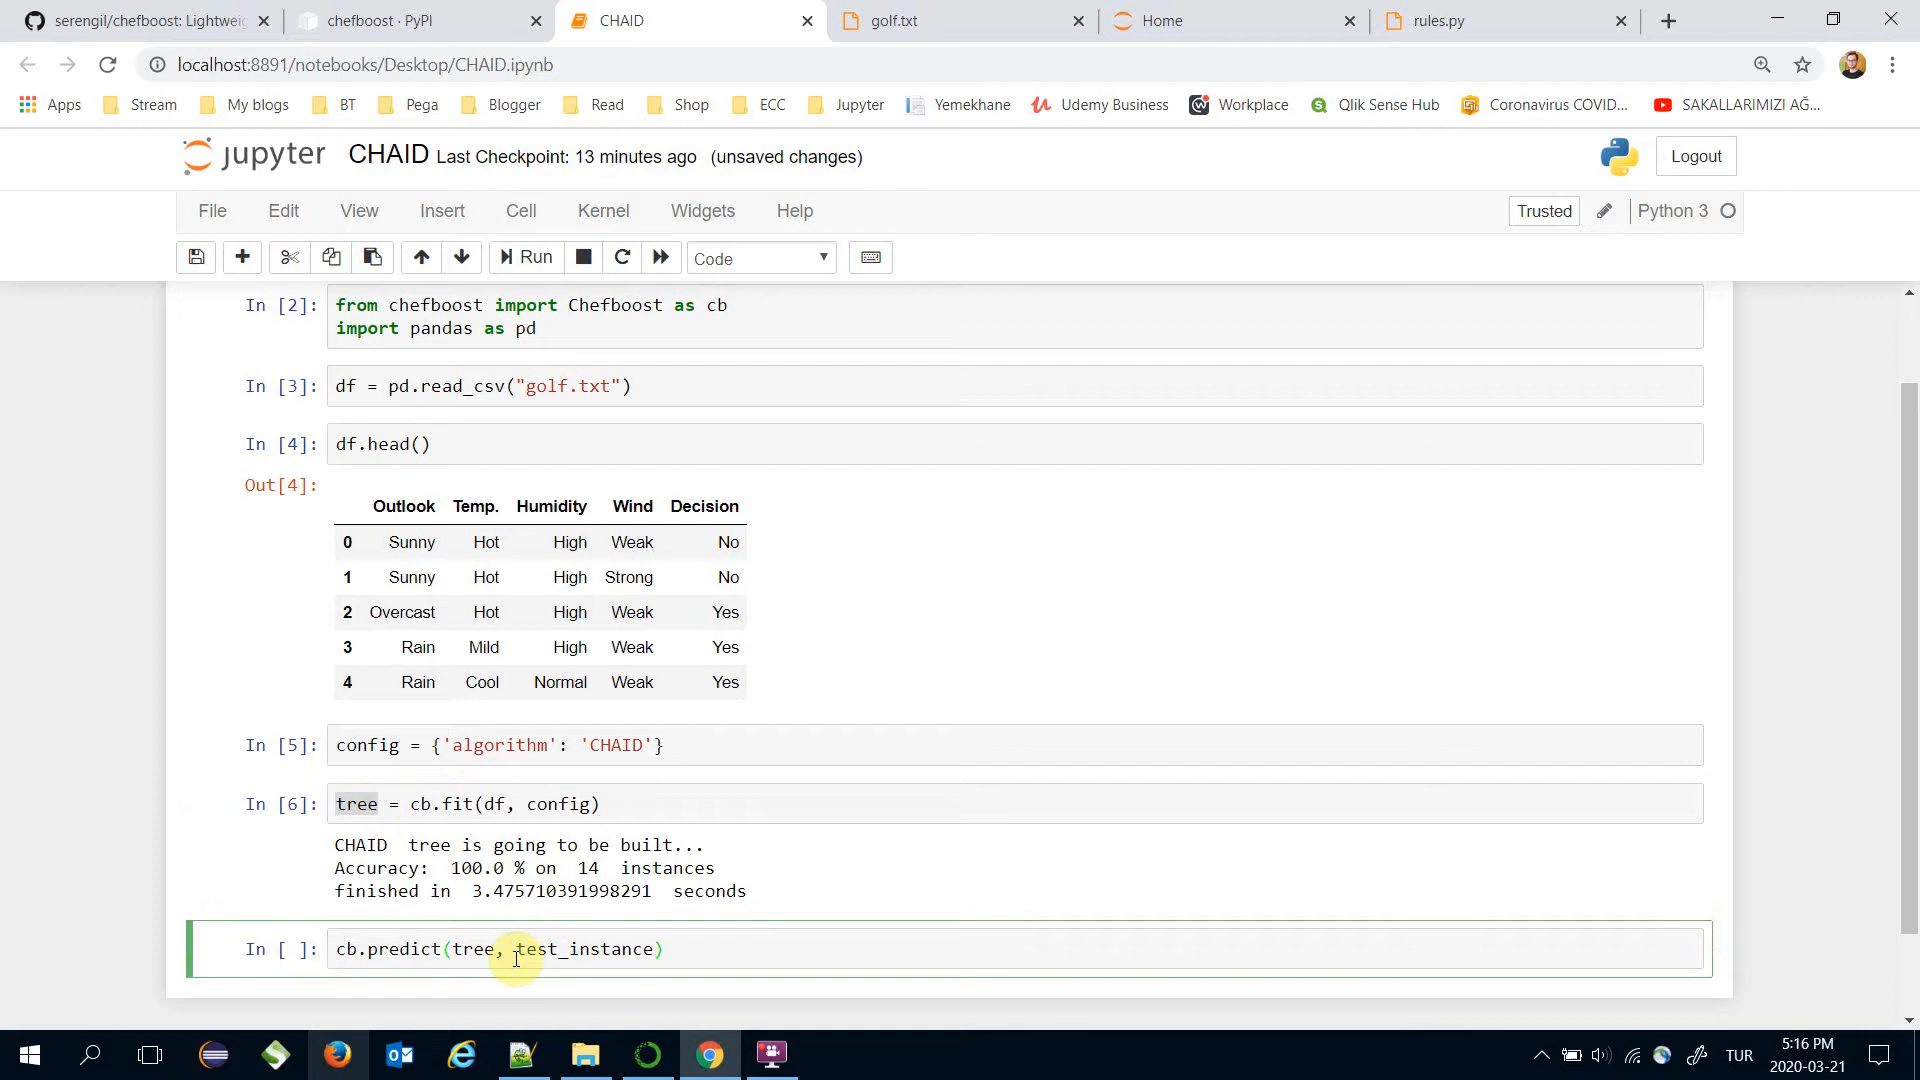 serengil/chefboost: Lightwei
chefboost · PyPI
CHAID
golf.txt
Home
rules.py
localhost:8891/notebooks/Desktop/CHAID.ipynb
Apps
Stream
My blogs
BT
Pega
Blogger
Read
Shop
ECC
Jupyter
Yemekhane
Udemy Business
Workplace
Qlik Sense Hub
Coronavirus COVID...
SAKALLARIMIZI AĞ...
jupyter CHAID Last Checkpoint: 13 minutes ago (unsaved changes)
Logout
File Edit View Insert Cell Kernel Widgets Help
Trusted
Python 3
Run
Code
In [2]: from chefboost import Chefboost as cb
import pandas as pd
In [3]: df = pd.read_csv("golf.txt")
In [4]: df.head()
Out[4]:
Outlook Temp. Humidity Wind Decision
0 Sunny Hot High Weak No
1 Sunny Hot High Strong No
2 Overcast Hot High Weak Yes
3 Rain Mild High Weak Yes
4 Rain Cool Normal Weak Yes
In [5]: config = {'algorithm': 'CHAID'}
In [6]: tree = cb.fit(df, config)
CHAID  tree is going to be built...
Accuracy:  100.0 % on  14  instances
finished in  3.475710391998291  seconds
In [ ]: cb.predict(tree, test_instance)
TUR
5:16 PM
2020-03-21